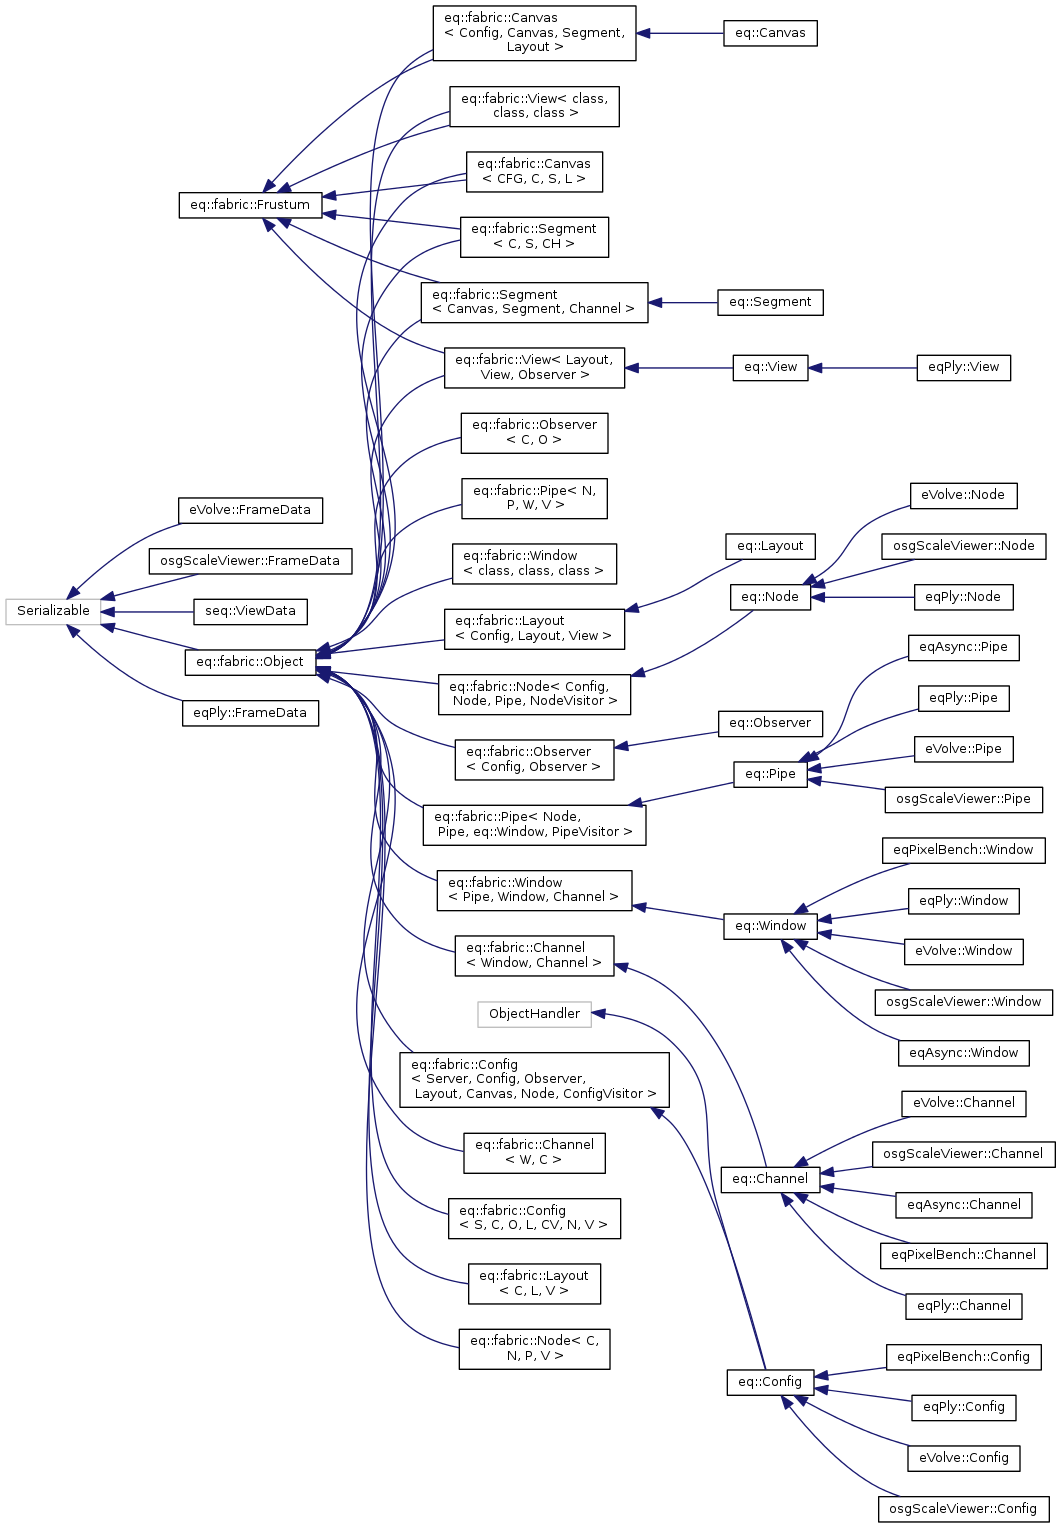 eq::fabric::Canvas
< Config, Canvas, Segment,
Layout >
eq::Canvas
eq::fabric::View< class,
class, class >
eq::fabric::Canvas
< CFG, C, S, L >
eq::fabric::Frustum
eq::fabric::Segment
< C, S, CH >
eq::fabric::Segment
< Canvas, Segment, Channel >
eq::Segment
eq::fabric::View< Layout,
View, Observer >
eq::View
eqPly::View
eq::fabric::Observer
< C, O >
eq::fabric::Pipe< N,
P, W, V >
eVolve::Node
eVolve::FrameData
osgScaleViewer::FrameData
eq::fabric::Window
< class, class, class >
eq::Layout
osgScaleViewer::Node
Serializable
seq::ViewData
eq::Node
eqPly::Node
eq::fabric::Layout
< Config, Layout, View >
eq::fabric::Object
eqAsync::Pipe
eq::fabric::Node< Config,
Node, Pipe, NodeVisitor >
eqPly::Pipe
eqPly::FrameData
eq::Observer
eq::fabric::Observer
< Config, Observer >
eVolve::Pipe
eq::Pipe
osgScaleViewer::Pipe
eq::fabric::Pipe< Node,
Pipe, eq::Window, PipeVisitor >
eqPixelBench::Window
eq::fabric::Window
< Pipe, Window, Channel >
eqPly::Window
eq::Window
eVolve::Window
eq::fabric::Channel
< Window, Channel >
osgScaleViewer::Window
ObjectHandler
eqAsync::Window
eq::fabric::Config
< Server, Config, Observer,
Layout, Canvas, Node, ConfigVisitor >
eVolve::Channel
eq::fabric::Channel
< W, C >
osgScaleViewer::Channel
eq::Channel
eqAsync::Channel
eq::fabric::Config
< S, C, O, L, CV, N, V >
eqPixelBench::Channel
eq::fabric::Layout
< C, L, V >
eqPly::Channel
eq::fabric::Node< C,
N, P, V >
eqPixelBench::Config
eq::Config
eqPly::Config
eVolve::Config
osgScaleViewer::Config